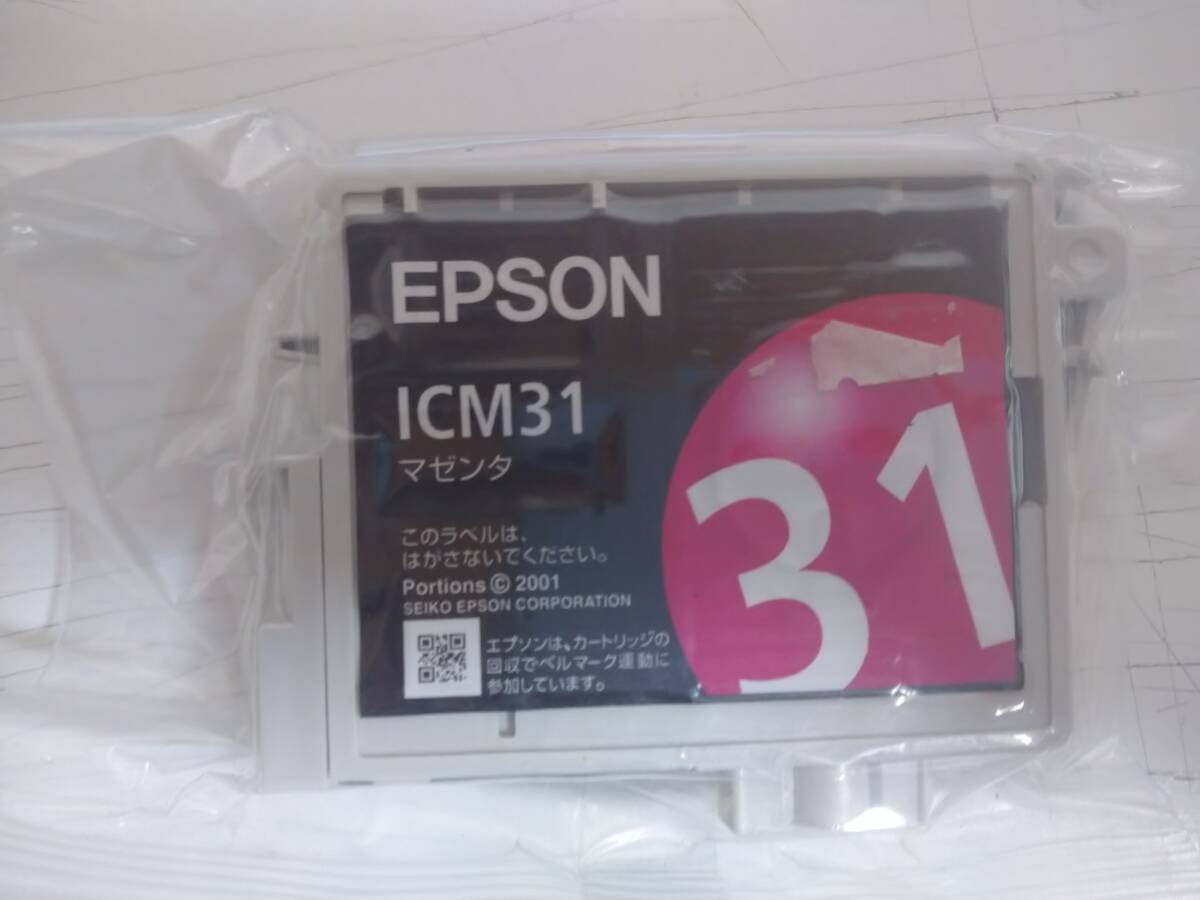 EPSON
ICM31
マゼンタ
このラベルは、
はがさないでください。
Portions © 2001
SEIKO EPSON CORPORATION
エプソンは、カートリッジの
回収でベルマーク運動に
参加しています。
31